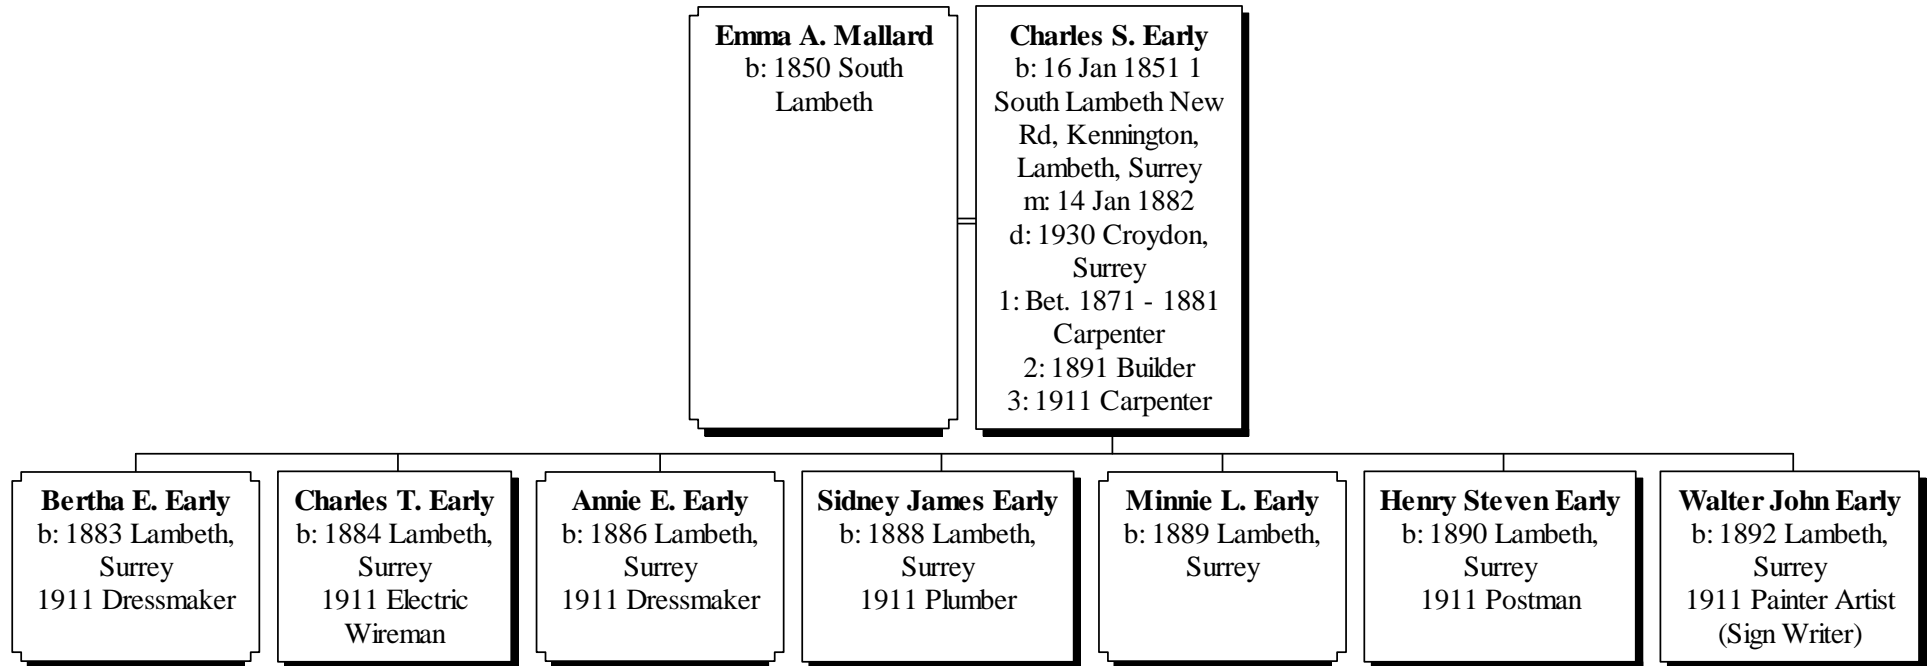 Emma A. Mallard
b: 1850 South
Lambeth
Charles S. Early
b: 16 Jan 1851 1
South Lambeth New
Rd, Kennington,
Lambeth, Surrey
m: 14 Jan 1882
d: 1930 Croydon,
Surrey
1: Bet. 1871 - 1881
Carpenter
2: 1891 Builder
3: 1911 Carpenter
Bertha E. Early
b: 1883 Lambeth,
Surrey
1911 Dressmaker
Charles T. Early
b: 1884 Lambeth,
Surrey
1911 Electric
Wireman
Annie E. Early
b: 1886 Lambeth,
Surrey
1911 Dressmaker
Sidney James Early
b: 1888 Lambeth,
Surrey
1911 Plumber
Minnie L. Early
b: 1889 Lambeth,
Surrey
Henry Steven Early
b: 1890 Lambeth,
Surrey
1911 Postman
Walter John Early
b: 1892 Lambeth,
Surrey
1911 Painter Artist
(Sign Writer)